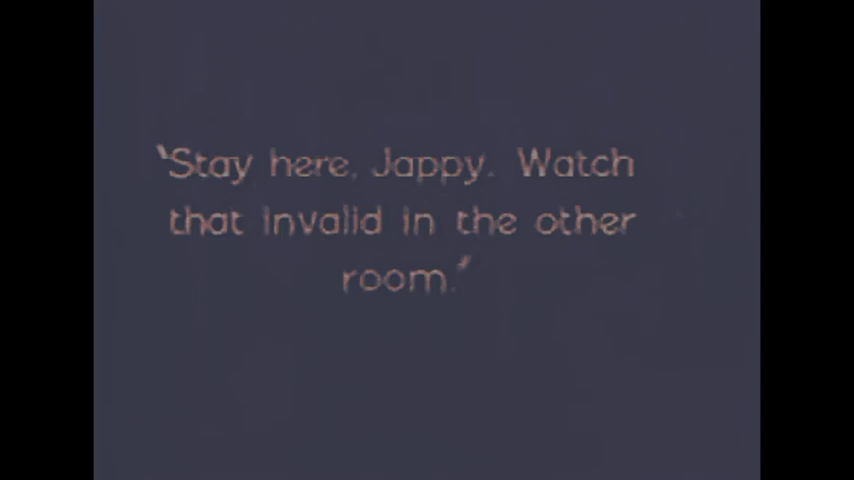 "Stay here, Jappy. Watch
that invalid in the other
room."